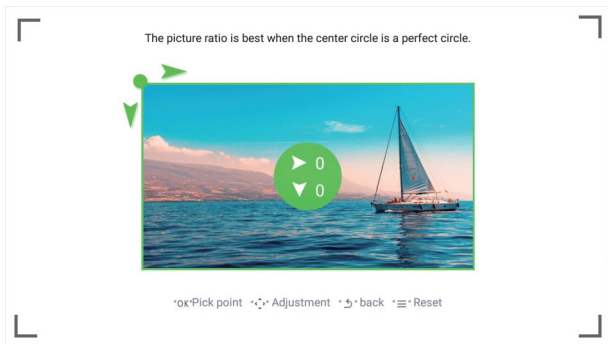 The picture ratio is best when the center circle is a perfect circle.
0
0
"OK"Pick point " " Adjustment " " back " " Reset